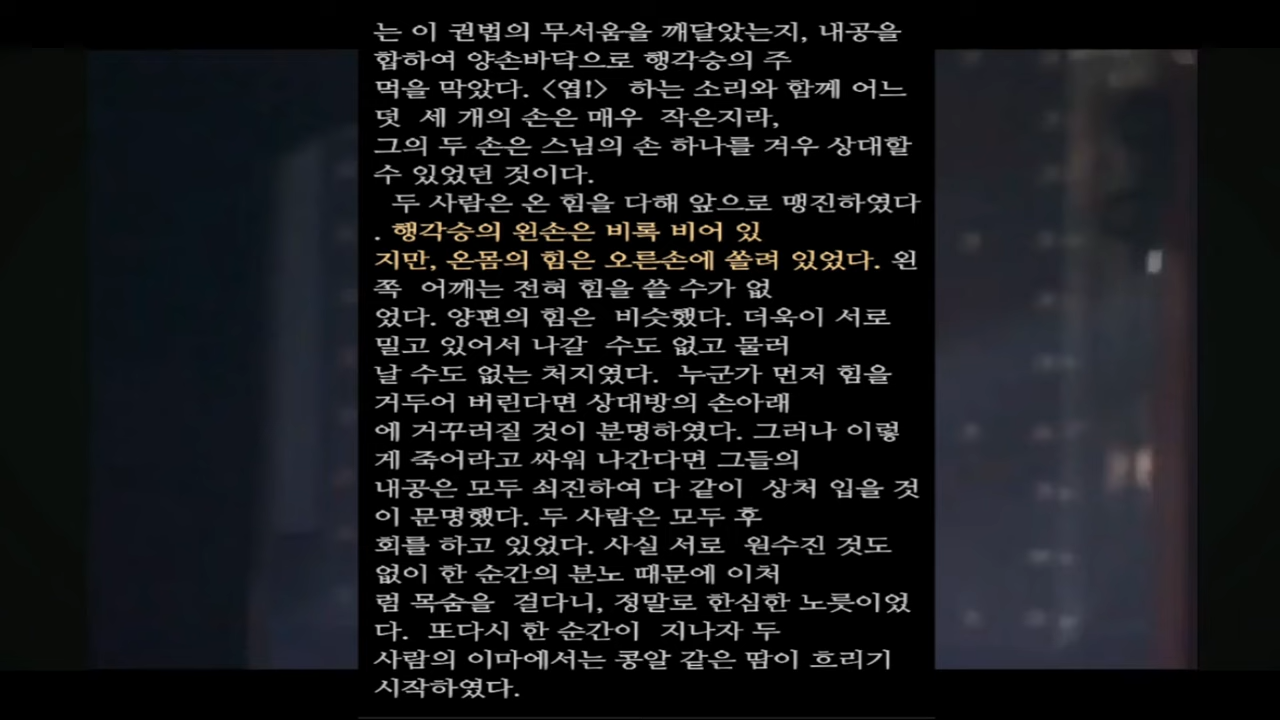 는 이 권법의 무서움을 깨달았는지, 내공을
합하여 양손바닥으로 행각승의 주
먹을 막았다. <엽!> 하는 소리와 함께 어느
덧 세 개의 손은 매우 작은지라,
그의 두 손은 스님의 손 하나를 겨우 상대할
수 있었던 것이다.
두 사람은 온 힘을 다해 앞으로 맹진하였다
. 행각승의 왼손은 비록 비어 있
지만, 온몸의 힘은 오른손에 쏠려 있었다. 왼
쪽 어깨는 전혀 힘을 쓸 수가 없
었다. 양편의 힘은 비슷했다. 더욱이 서로
밀고 있어서 나갈 수도 없고 물러
날 수도 없는 처지였다. 누군가 먼저 힘을
거두어 버린다면 상대방의 손아래
에 거꾸러질 것이 분명하였다. 그러나 이렇
게 죽어라고 싸워 나간다면 그들의
내공은 모두 쇠진하여 다 같이 상처 입을 것
이 문명했다. 두 사람은 모두 후
회를 하고 있었다. 사실 서로 원수진 것도
없이 한 순간의 분노 때문에 이처
럼 목숨을 걸다니, 정말로 한심한 노릇이었
다. 또다시 한 순간이 지나자 두
사람의 이마에서는 콩알 같은 땀이 흐리기
시작하였다.